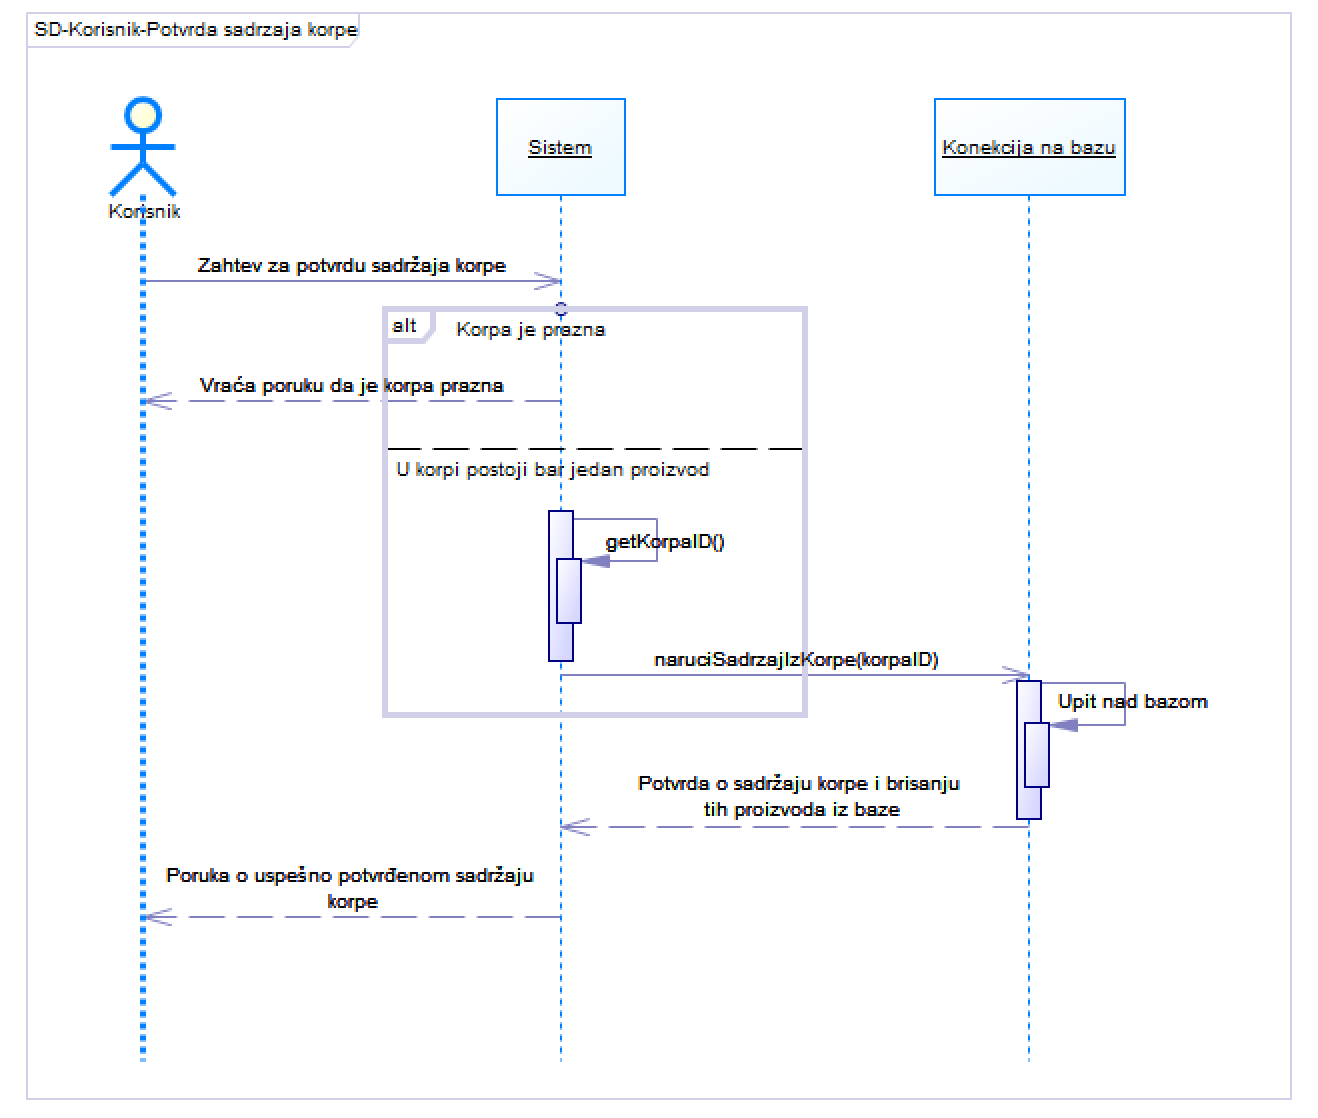 SD-Korisnik-Potvrda sadrzaja korpe
Sistem
Konekcija na bazu
Korisnik
Zahtev za potvrdu sadržaja korpe
alt
Korpa je prazna
Vraća poruku da je korpa prazna
U korpi postoji bar jedan proizvod
getKorpaID()
naruciSadrzajIzKorpe(korpaID)
Upit nad bazom
Potvrda o sadržaju korpe i brisanju
tih proizvoda iz baze
Poruka o uspešno potvrđenom sadržaju
korpe